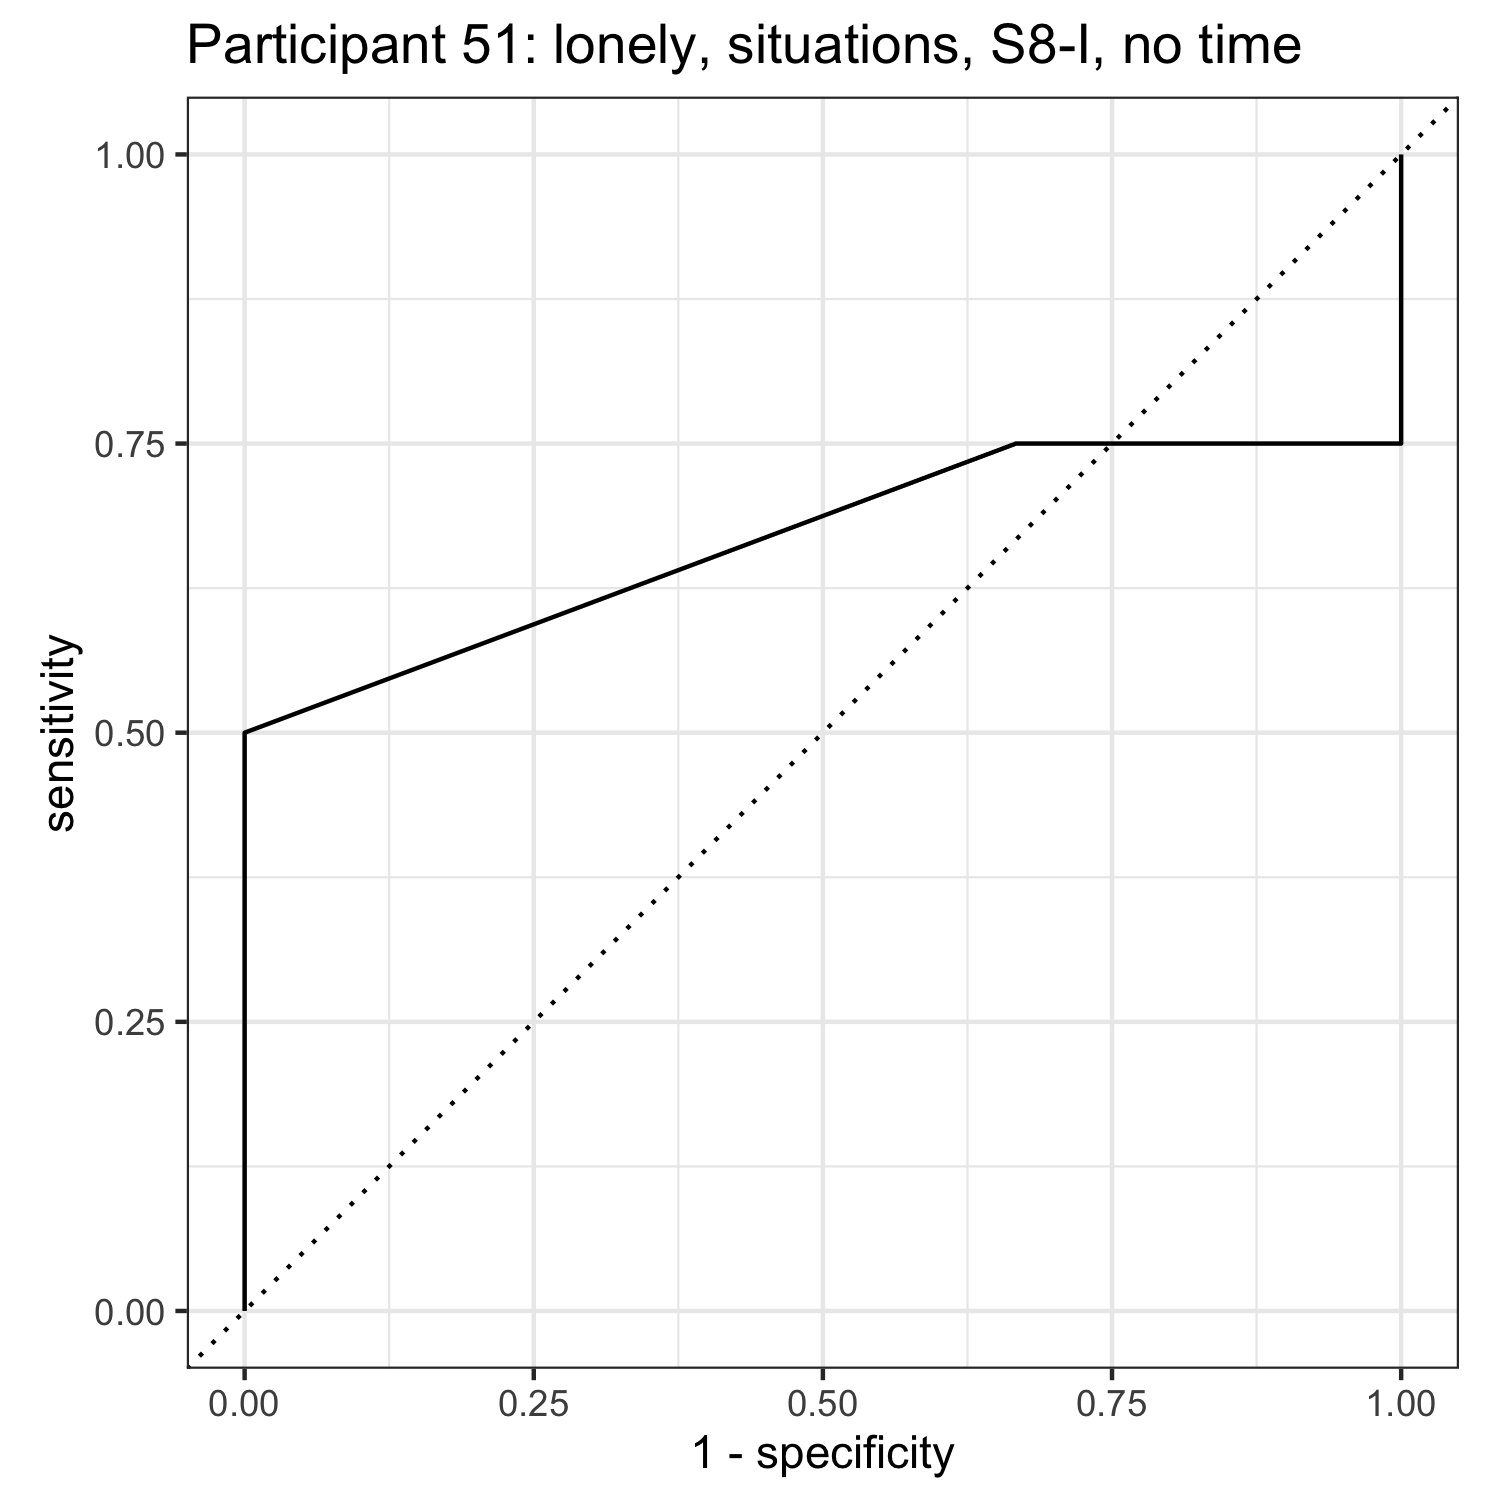 Participant 51: lonely, situations, S8-I, no time
1.00
0.75
0.50
0.25
0.00
sensitivity
0.00 0.25 0.50 0.75 1.00
1 - specificity